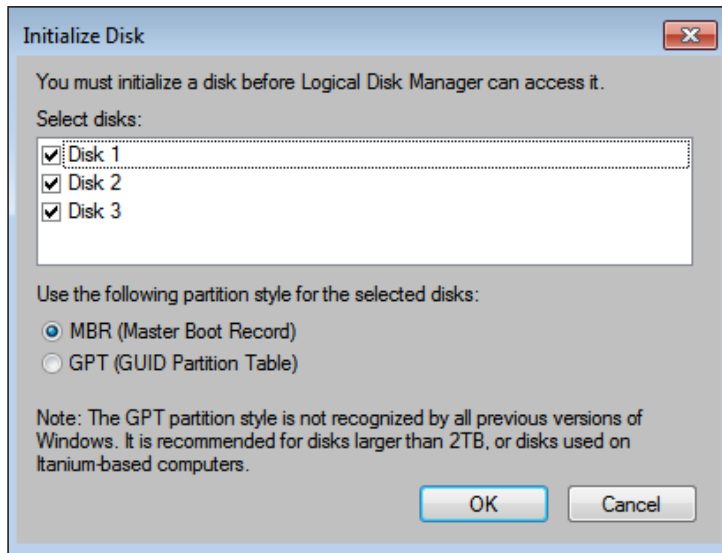 Initialize Disk
You must initialize a disk before Logical Disk Manager can access it.
Select disks:
Disk 1
Disk 2
Disk 3
Use the following partition style for the selected disks:
MBR (Master Boot Record)
GPT (GUID Partition Table)
Note: The GPT partition style is not recognized by all previous versions of
Windows. It is recommended for disks larger than 2TB, or disks used on
Itanium-based computers.
OK Cancel